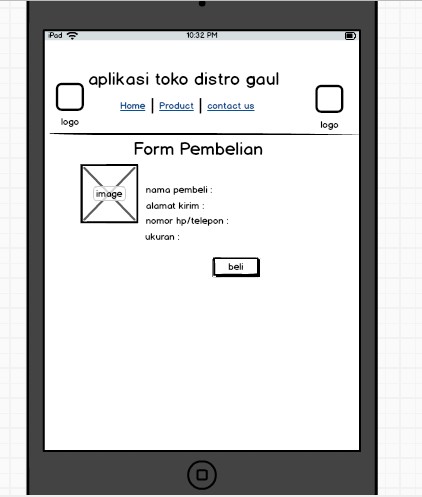 iPad 10:32 PM
aplikasi toko distro gaul
Home | Product | contact us
logo
logo
Form Pembelian
image
nama pembeli :
alamat kirim :
nomor hp/telepon :
ukuran :
beli